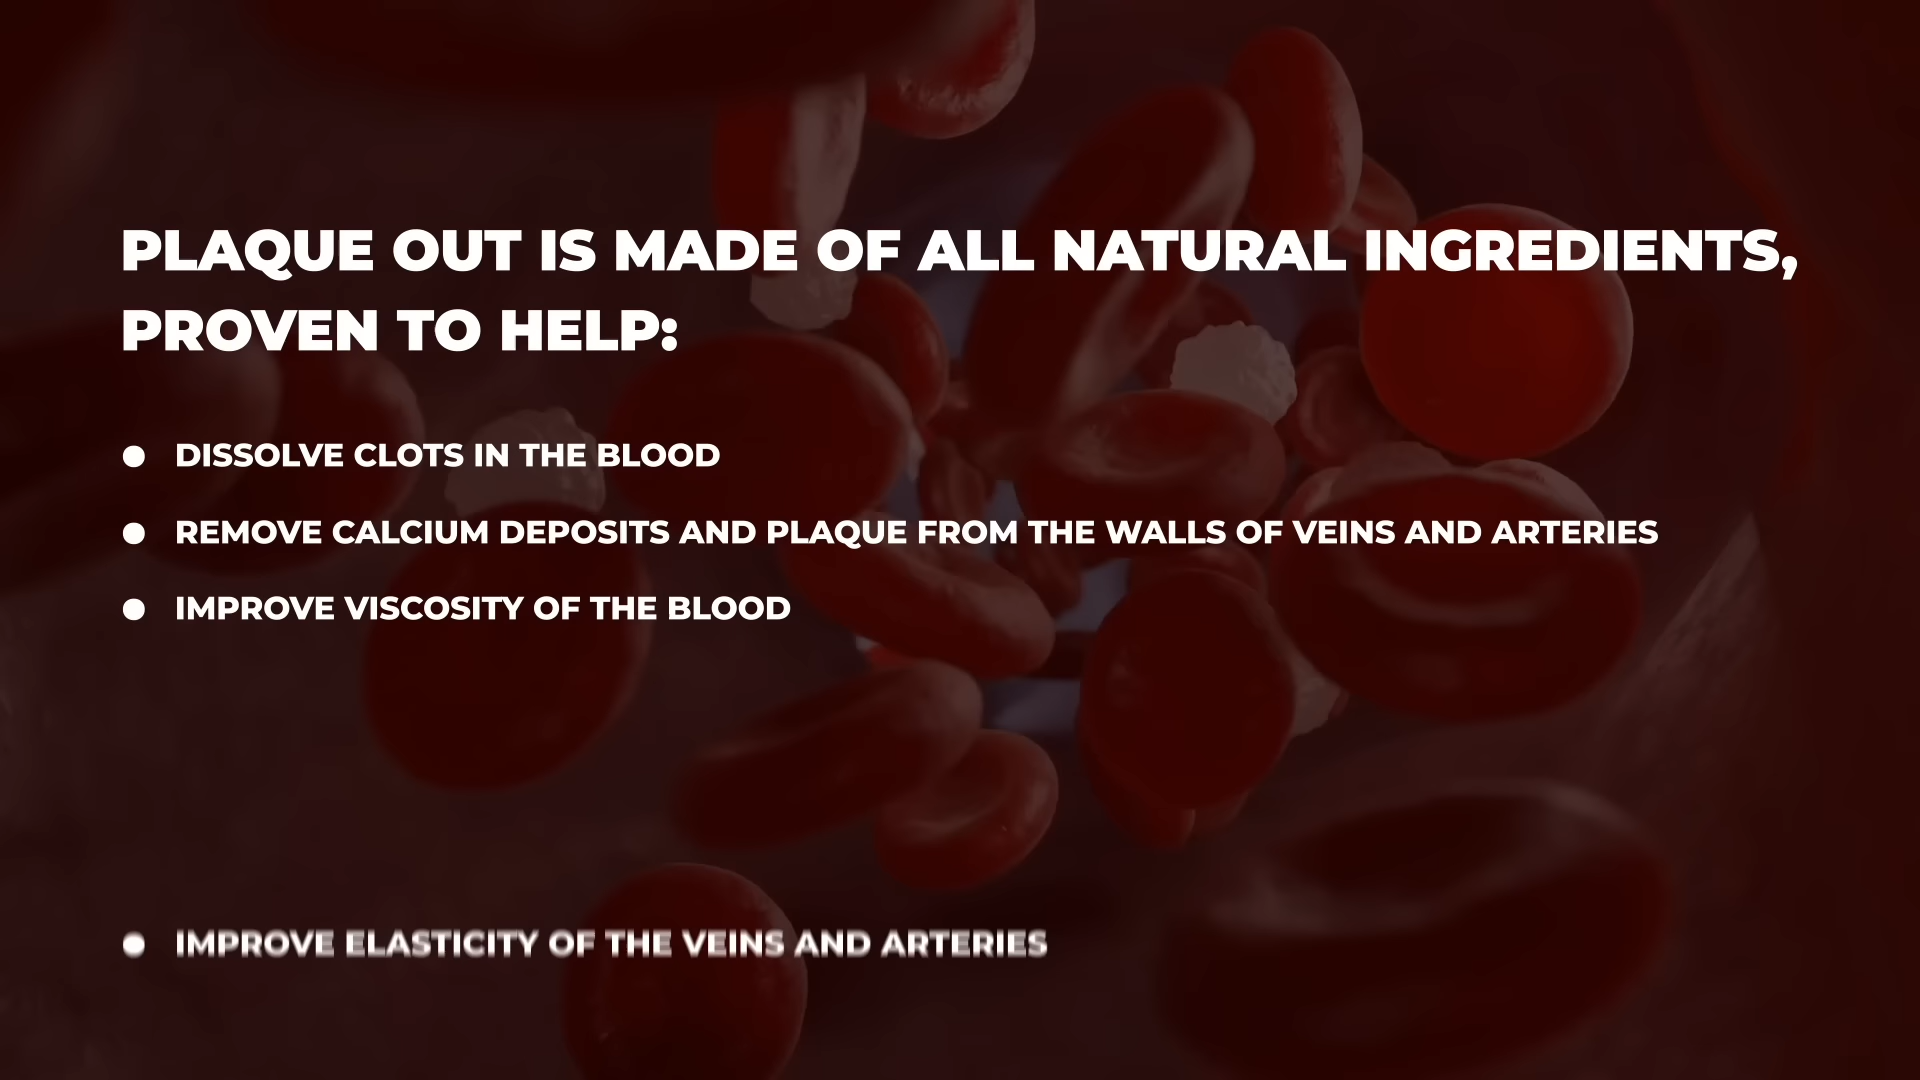 PLAQUE OUT IS MADE OF ALL NATURAL INGREDIENTS,
PROVEN TO HELP:
● DISSOLVE CLOTS IN THE BLOOD
● REMOVE CALCIUM DEPOSITS AND PLAQUE FROM THE WALLS OF VEINS AND ARTERIES
● IMPROVE VISCOSITY OF THE BLOOD
● IMPROVE ELASTICITY OF THE VEINS AND ARTERIES